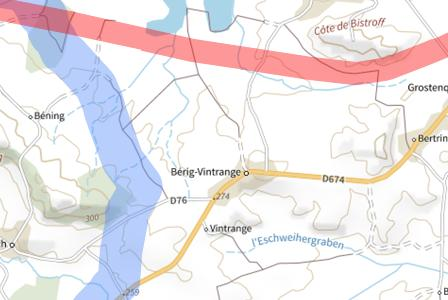 Côte de Bistroff
Grostenq
Béning
Bertrin
Bérig-Vintrange
D674
D76
274
300
Vintrange
l'Eschweihergraben
h
259
B